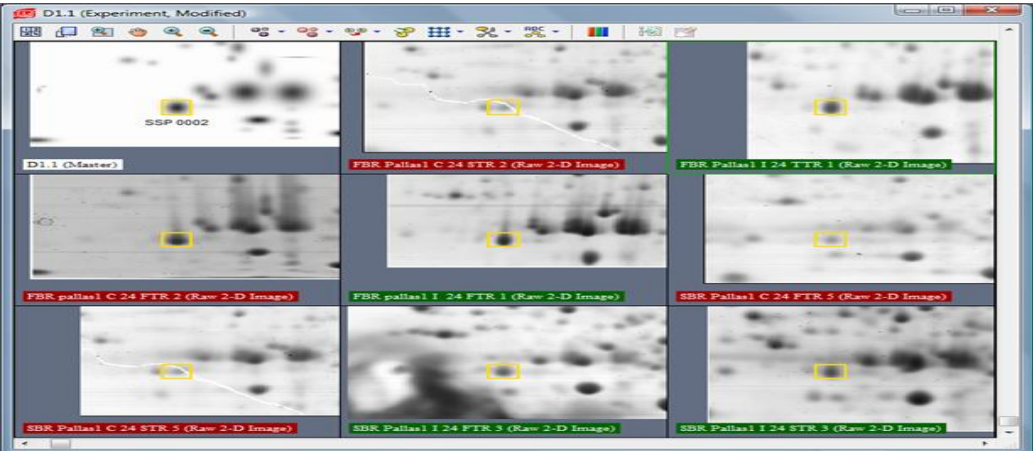 D1.1 (Experiment, Modified)
SSP 0002
D1.1 (Master)
FBR Pallas1 C 24 STR 2 (Raw 2-D Image)
FBR Pallas1 I 24 TTR 1 (Raw 2-D Image)
FBR pallas1 C 24 FTR 2 (Raw 2-D Image)
FBR pallas1 I 24 FTR 1 (Raw 2-D Image)
SBR Pallas1 C 24 FTR 5 (Raw 2-D Image)
SBR Pallas1 C 24 STR 5 (Raw 2-D Image)
SBR Pallas1 I 24 FTR 3 (Raw 2-D Image)
SBR Pallas1 I 24 STR 3 (Raw 2-D Image)